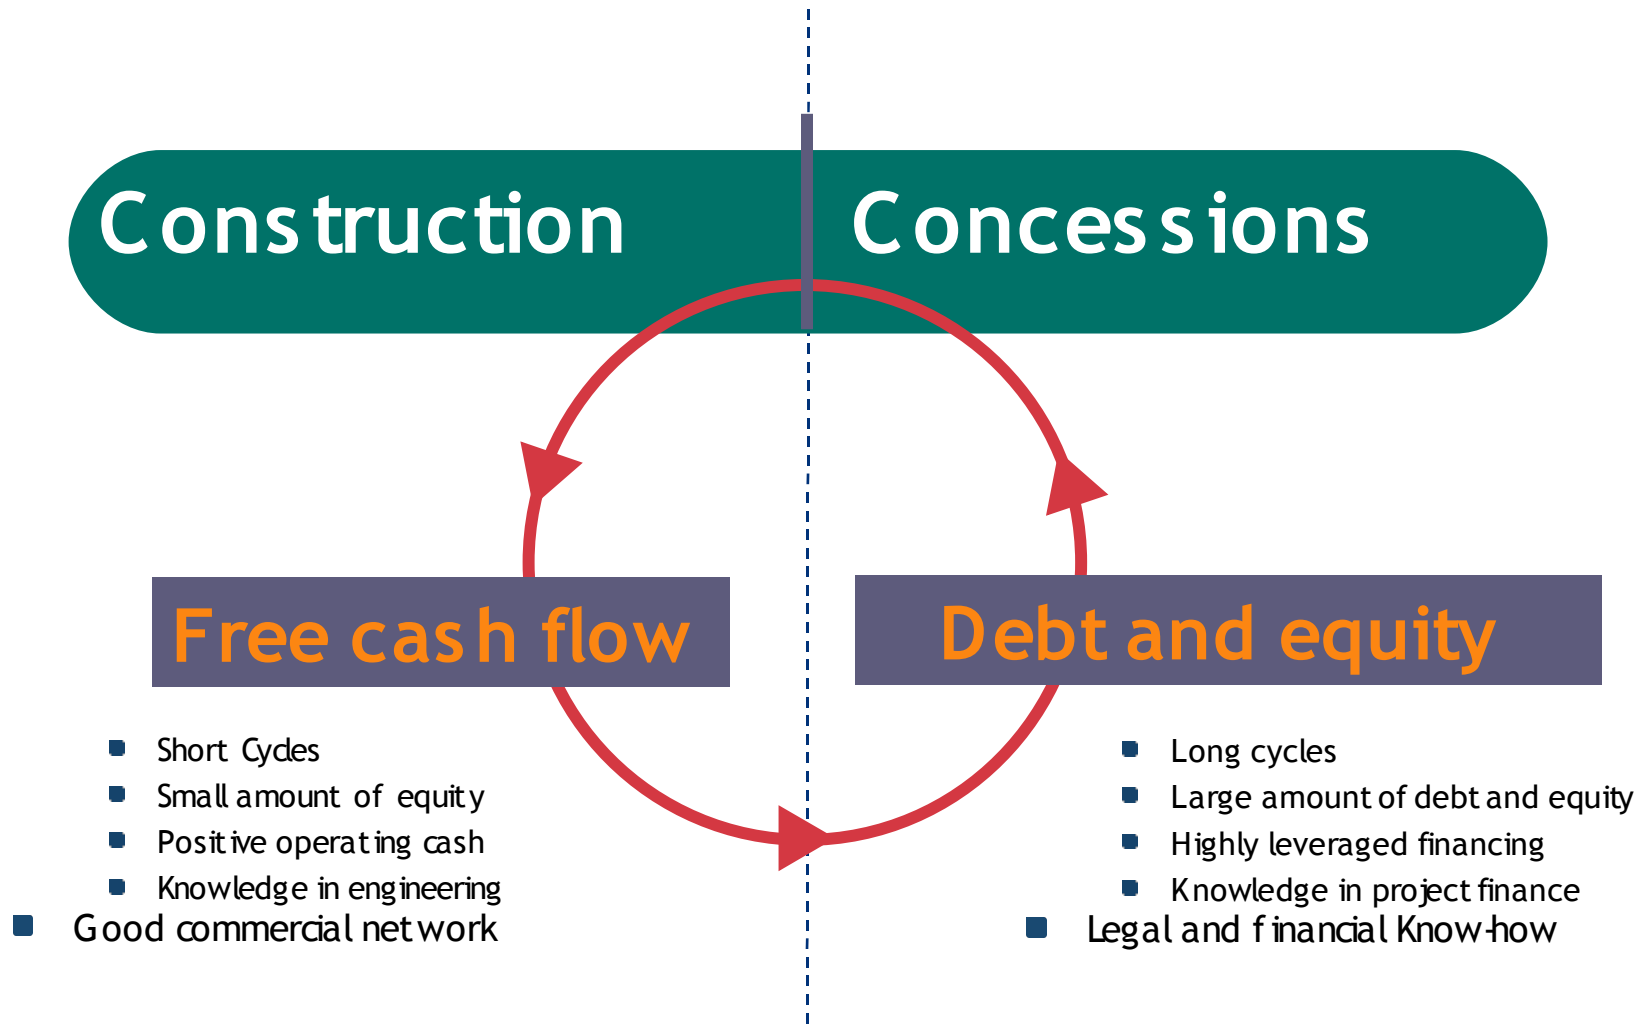 Construction
Concessions
Free cash flow
Short Cycles
Small amount of equity
Positive operating cash
Knowledge in engineering
Good commercial network
Debt and equity
Long cycles
Large amount of debt and equity
Highly leveraged financing
Knowledge in project finance
Legal and financial Know-how